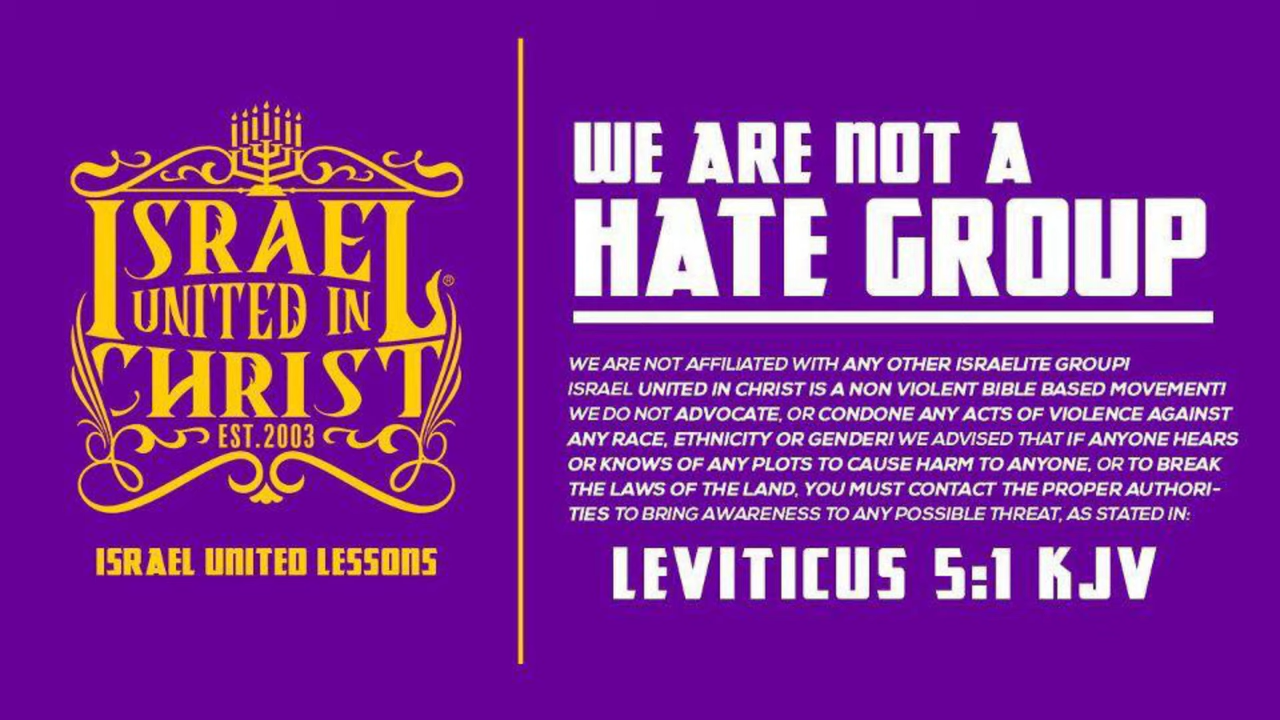 ISRAEL
UNITED IN
CHRIST
®
EST. 2003
ISRAEL UNITED LESSONS
WE ARE NOT A
HATE GROUP
WE ARE NOT AFFILIATED WITH ANY OTHER ISRAELITE GROUP!
ISRAEL UNITED IN CHRIST IS A NON VIOLENT BIBLE BASED MOVEMENT!
WE DO NOT ADVOCATE, OR CONDONE ANY ACTS OF VIOLENCE AGAINST
ANY RACE, ETHNICITY OR GENDER! WE ADVISED THAT IF ANYONE HEARS
OR KNOWS OF ANY PLOTS TO CAUSE HARM TO ANYONE, OR TO BREAK
THE LAWS OF THE LAND, YOU MUST CONTACT THE PROPER AUTHORI-
TIES TO BRING AWARENESS TO ANY POSSIBLE THREAT, AS STATED IN:
LEVITICUS 5:1 KJV